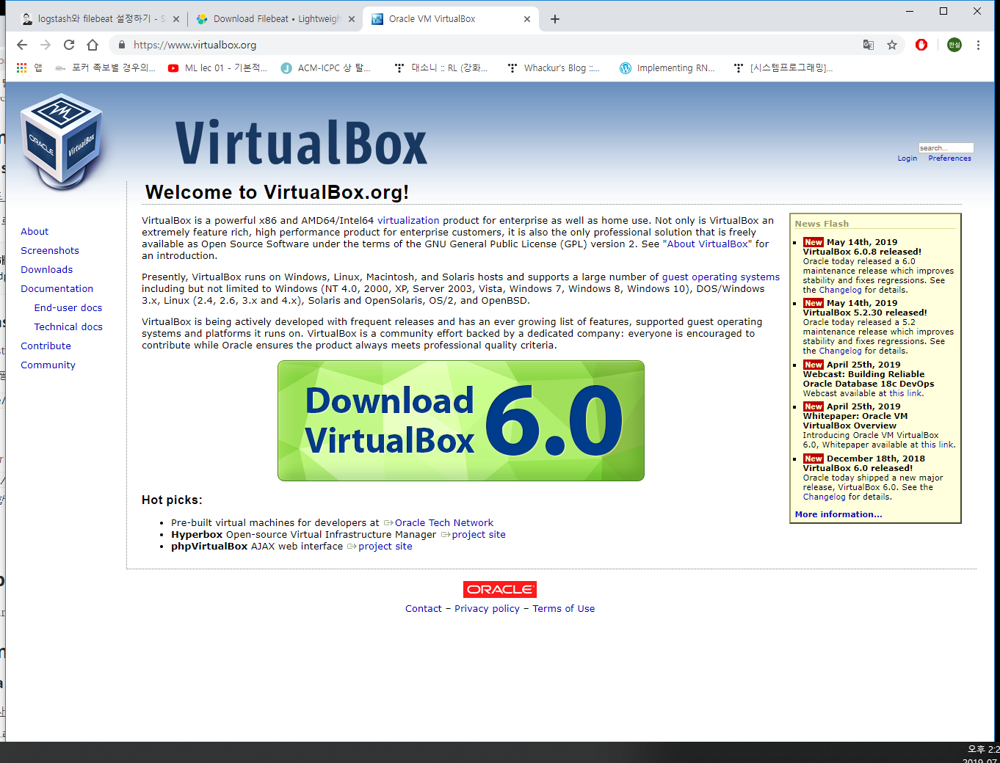 logstash와 filebeat 설정하기 - S
Download Filebeat • Lightweigh
Oracle VM VirtualBox
https://www.virtualbox.org
한설
앱
포커 족보별 경우의...
ML lec 01 - 기본적...
ACM-ICPC 상 탈...
대소니 :: RL (강화...
Whackur's Blog ::...
Implementing RN...
[시스템프로그래밍]...
ORACLE
VirtualBox
VirtualBox
search...
Login
Preferences
Welcome to VirtualBox.org!
About
Screenshots
Downloads
Documentation
End-user docs
Technical docs
Contribute
Community
VirtualBox is a powerful x86 and AMD64/Intel64 virtualization product for enterprise as well as home use. Not only is VirtualBox an
extremely feature rich, high performance product for enterprise customers, it is also the only professional solution that is freely
available as Open Source Software under the terms of the GNU General Public License (GPL) version 2. See "About VirtualBox" for
an introduction.
Presently, VirtualBox runs on Windows, Linux, Macintosh, and Solaris hosts and supports a large number of guest operating systems
including but not limited to Windows (NT 4.0, 2000, XP, Server 2003, Vista, Windows 7, Windows 8, Windows 10), DOS/Windows
3.x, Linux (2.4, 2.6, 3.x and 4.x), Solaris and OpenSolaris, OS/2, and OpenBSD.
VirtualBox is being actively developed with frequent releases and has an ever growing list of features, supported guest operating
systems and platforms it runs on. VirtualBox is a community effort backed by a dedicated company: everyone is encouraged to
contribute while Oracle ensures the product always meets professional quality criteria.
Download
VirtualBox
6.0
Hot picks:
Pre-built virtual machines for developers at Oracle Tech Network
Hyperbox Open-source Virtual Infrastructure Manager project site
phpVirtualBox AJAX web interface project site
News Flash
New May 14th, 2019
VirtualBox 6.0.8 released!
Oracle today released a 6.0
maintenance release which improves
stability and fixes regressions. See
the Changelog for details.
New May 14th, 2019
VirtualBox 5.2.30 released!
Oracle today released a 5.2
maintenance release which improves
stability and fixes regressions. See
the Changelog for details.
New April 25th, 2019
Webcast: Building Reliable
Oracle Database 18c DevOps
Webcast available at this link.
New April 25th, 2019
Whitepaper: Oracle VM
VirtualBox Overview
Introducing Oracle VM VirtualBox
6.0, Whitepaper available at this link.
New December 18th, 2018
VirtualBox 6.0 released!
Oracle today shipped a new major
release, VirtualBox 6.0. See the
Changelog for details.
More information...
ORACLE
Contact – Privacy policy – Terms of Use
오후 2:2
2019-07